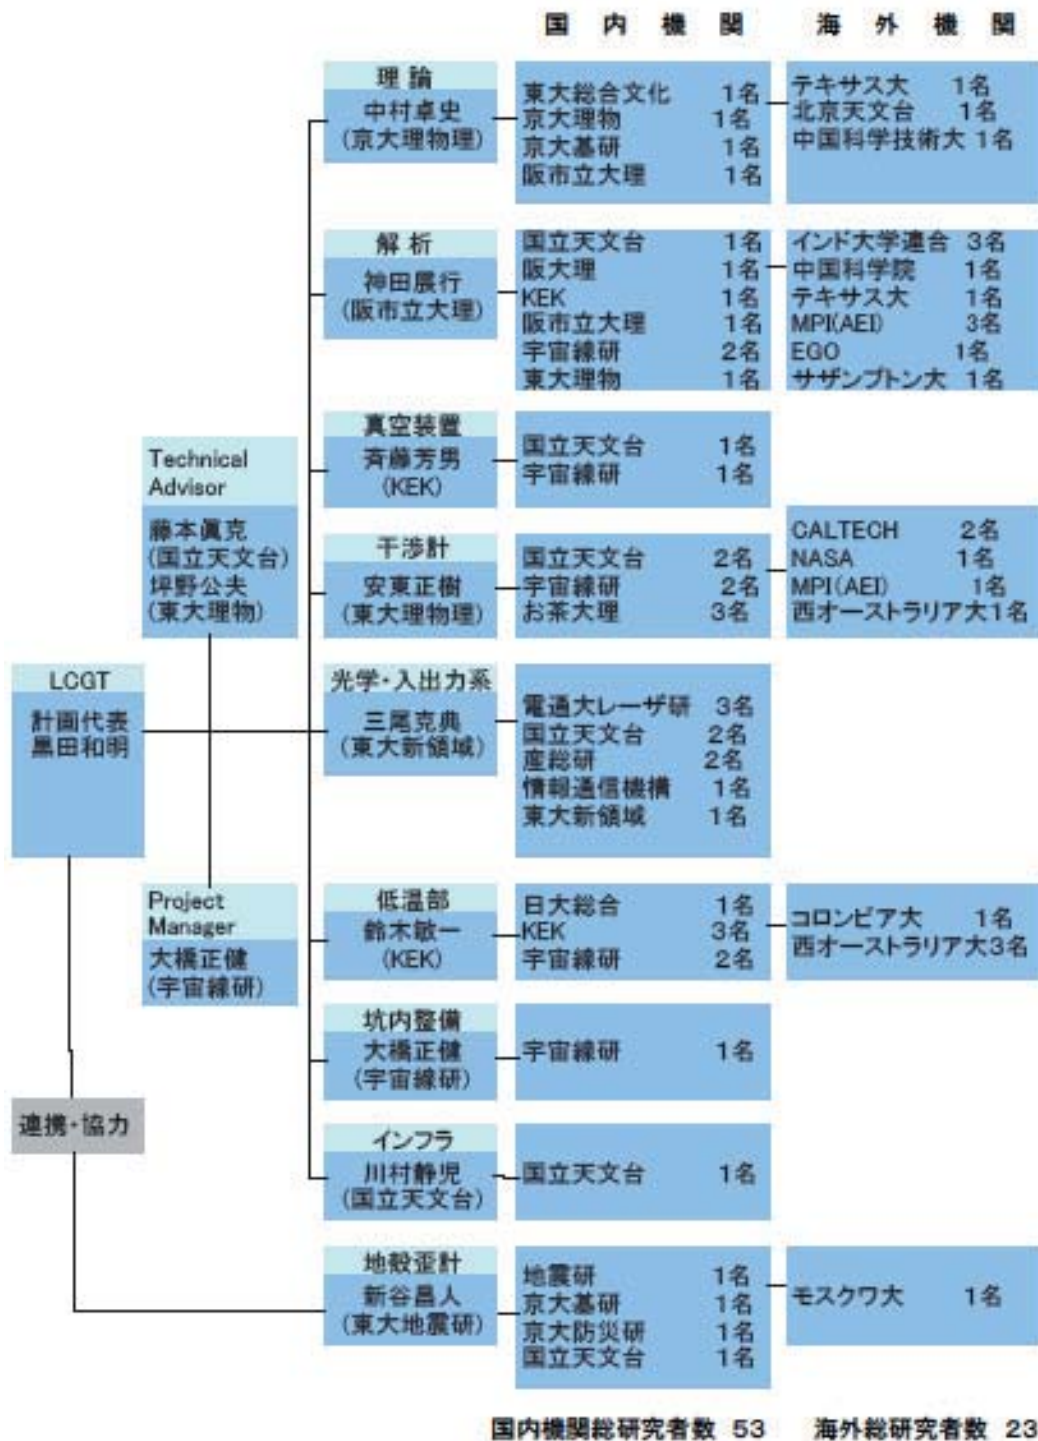 国内機関 海外機関
理論
中村卓史
(京大理物理)
東大総合文化 1名
京大理物 1名
京大基研 1名
阪市立大理 1名
テキサス大 1名
北京天文台 1名
中国科学技術大 1名
解析
神田展行
(阪市立大理)
国立天文台 1名
阪大理 1名
KEK 1名
阪市立大理 1名
宇宙線研 2名
東大理物 1名
インド大学連合 3名
中国科学院 1名
テキサス大 1名
MPI(AEI) 3名
EGO 1名
サザンプトン大 1名
真空装置
斉藤芳男
(KEK)
国立天文台 1名
宇宙線研 1名
Technical
Advisor
藤本眞克
(国立天文台)
坪野公夫
(東大理物)
干渉計
安東正樹
(東大理物理)
国立天文台 2名
宇宙線研 2名
お茶大理 3名
CALTECH 2名
NASA 1名
MPI(AEI) 1名
西オーストラリア大1名
LCGT
計画代表
黒田和明
光学・入出力系
三尾克典
(東大新領域)
電通大レーザ研 3名
国立天文台 2名
産総研 2名
情報通信機構 1名
東大新領域 1名
Project
Manager
大橋正健
(宇宙線研)
低温部
鈴木敏一
(KEK)
日大総合 1名
KEK 3名
宇宙線研 2名
コロンビア大 1名
西オーストラリア大3名
坑内整備
大橋正健
(宇宙線研)
宇宙線研 1名
連携・協力
インフラ
川村静児
(国立天文台)
国立天文台 1名
地殻歪計
新谷昌人
(東大地震研)
地震研 1名
京大基研 1名
京大防災研 1名
国立天文台 1名
モスクワ大 1名
国内機関総研究者数 53 海外総研究者数 23